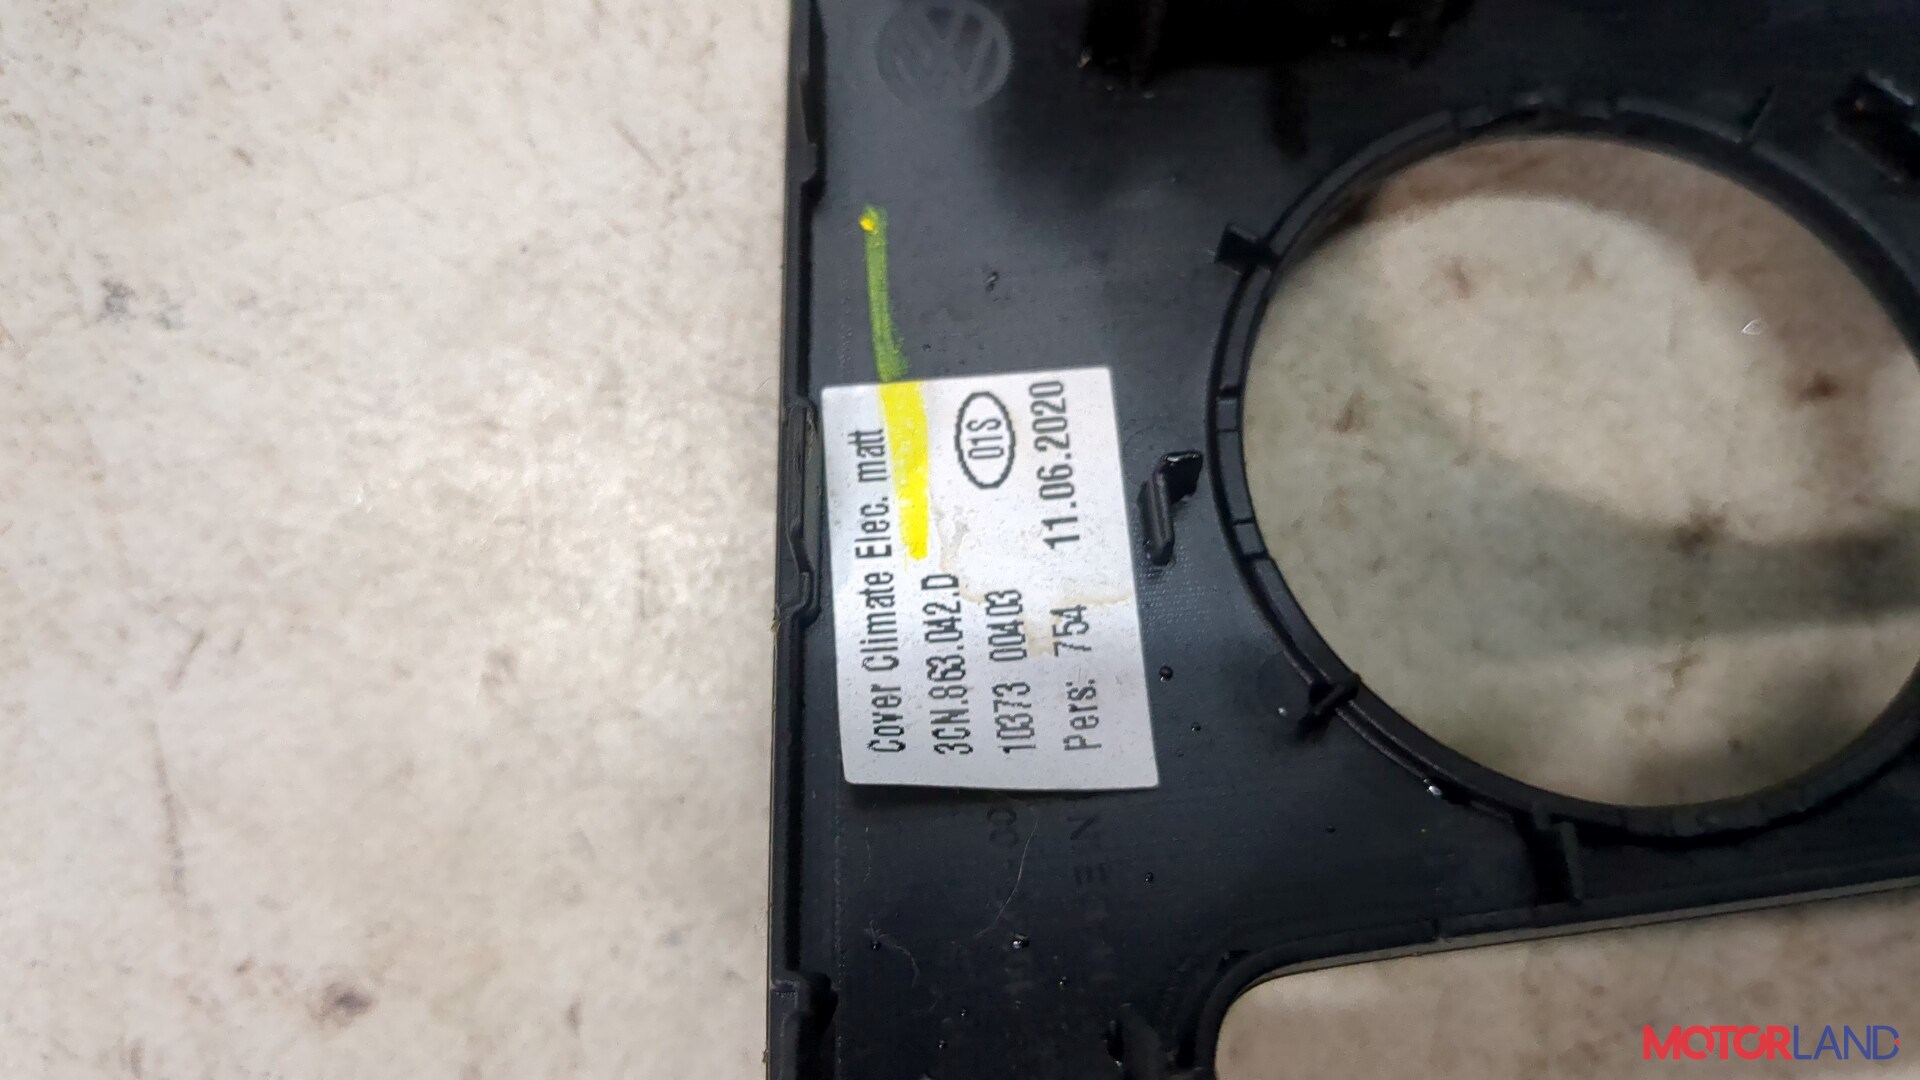 Cover Climate Elec. matt
3CN.863.042.D
01S
10373 00403
Pers: 754 11.06.2020
MOTORLAND